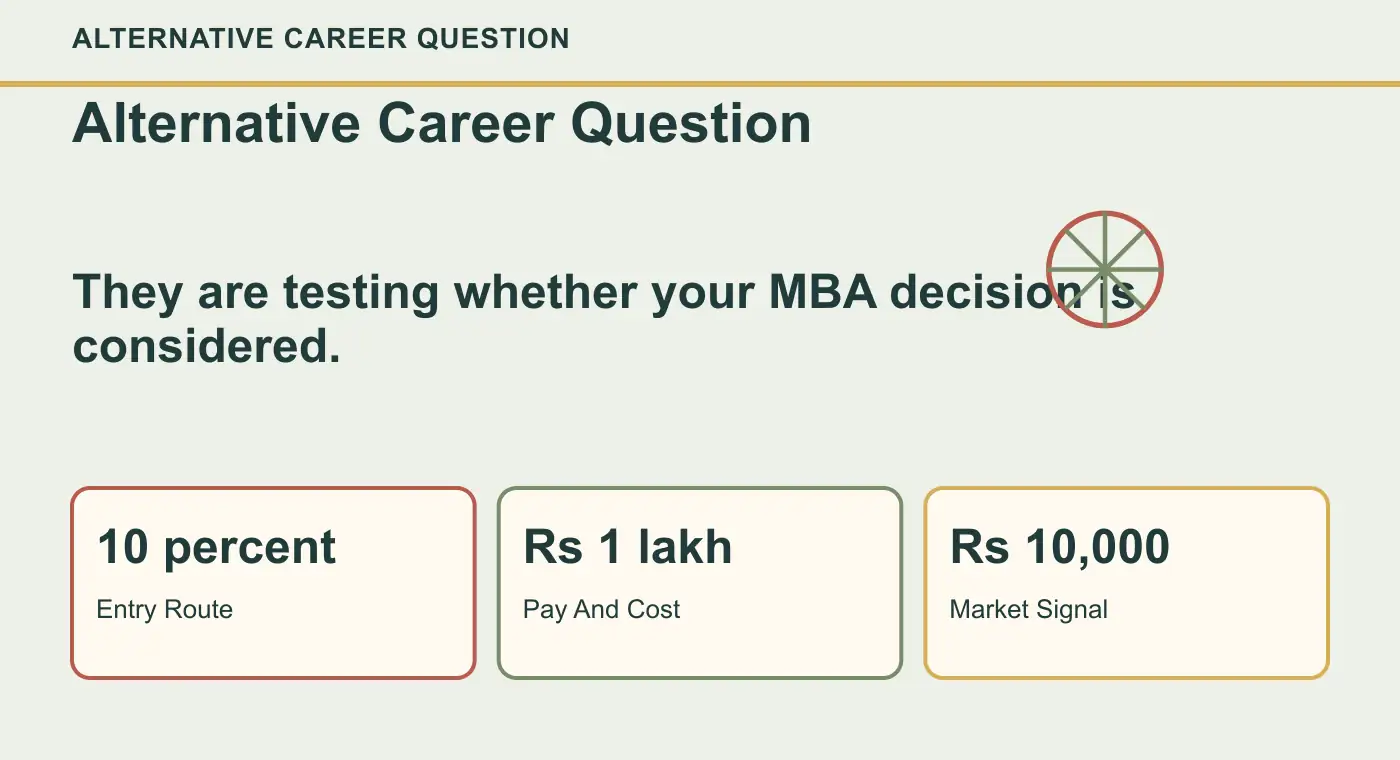 ALTERNATIVE CAREER QUESTION
Alternative Career Question
They are testing whether your MBA decision is
considered.
10 percent
Entry Route
Rs 1 lakh
Pay And Cost
Rs 10,000
Market Signal